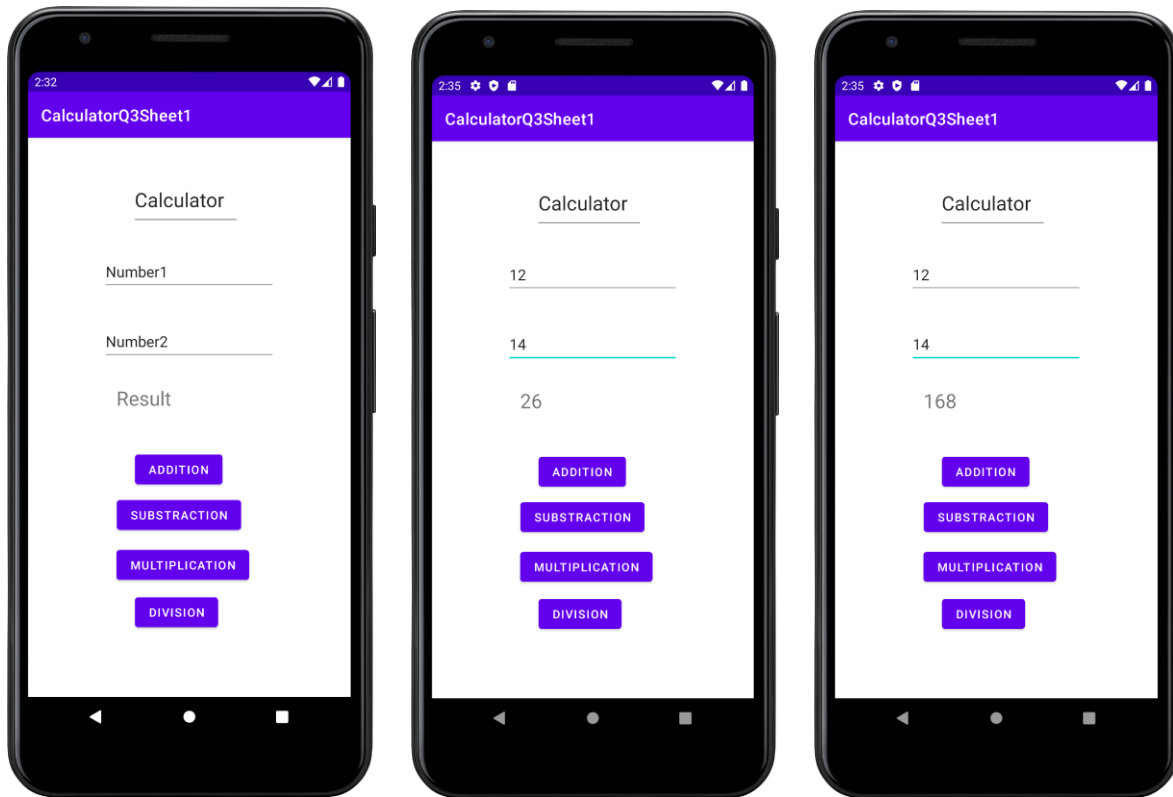 2:32
CalculatorQ3Sheet1
Calculator
Number1
Number2
Result
ADDITION
SUBSTRACTION
MULTIPLICATION
DIVISION
2:35
CalculatorQ3Sheet1
Calculator
12
14
26
ADDITION
SUBSTRACTION
MULTIPLICATION
DIVISION
2:35
CalculatorQ3Sheet1
Calculator
12
14
168
ADDITION
SUBSTRACTION
MULTIPLICATION
DIVISION